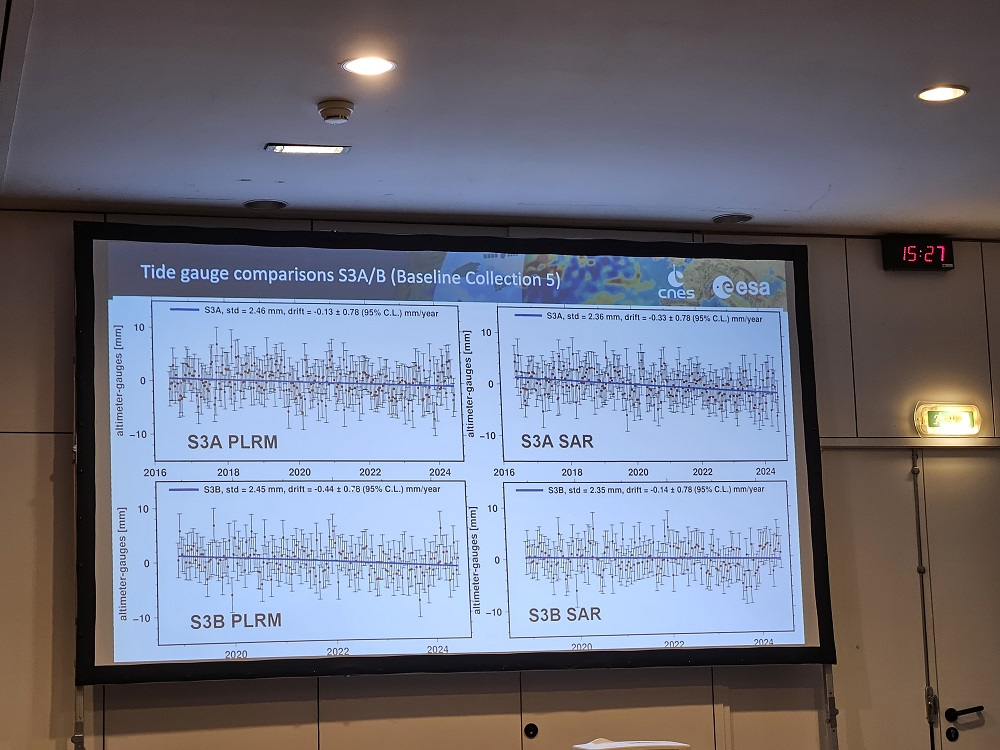 15:27
Tide gauge comparisons S3A/B (Baseline Collection 5)
cnes
esa
S3A, std = 2.46 mm, drift = -0.13 ± 0.78 (95% C.L.) mm/year
altimeter-gauges [mm]
10
0
−10
S3A PLRM
2016 2018 2020 2022 2024
S3A, std = 2.36 mm, drift = -0.33 ± 0.78 (95% C.L.) mm/year
altimeter-gauges [mm]
10
0
−10
S3A SAR
2016 2018 2020 2022 2024
S3B, std = 2.45 mm, drift = -0.44 ± 0.78 (95% C.L.) mm/year
altimeter-gauges [mm]
10
0
−10
S3B PLRM
2020 2022 2024
S3B, std = 2.35 mm, drift = -0.14 ± 0.78 (95% C.L.) mm/year
altimeter-gauges [mm]
10
0
−10
S3B SAR
2020 2022 2024